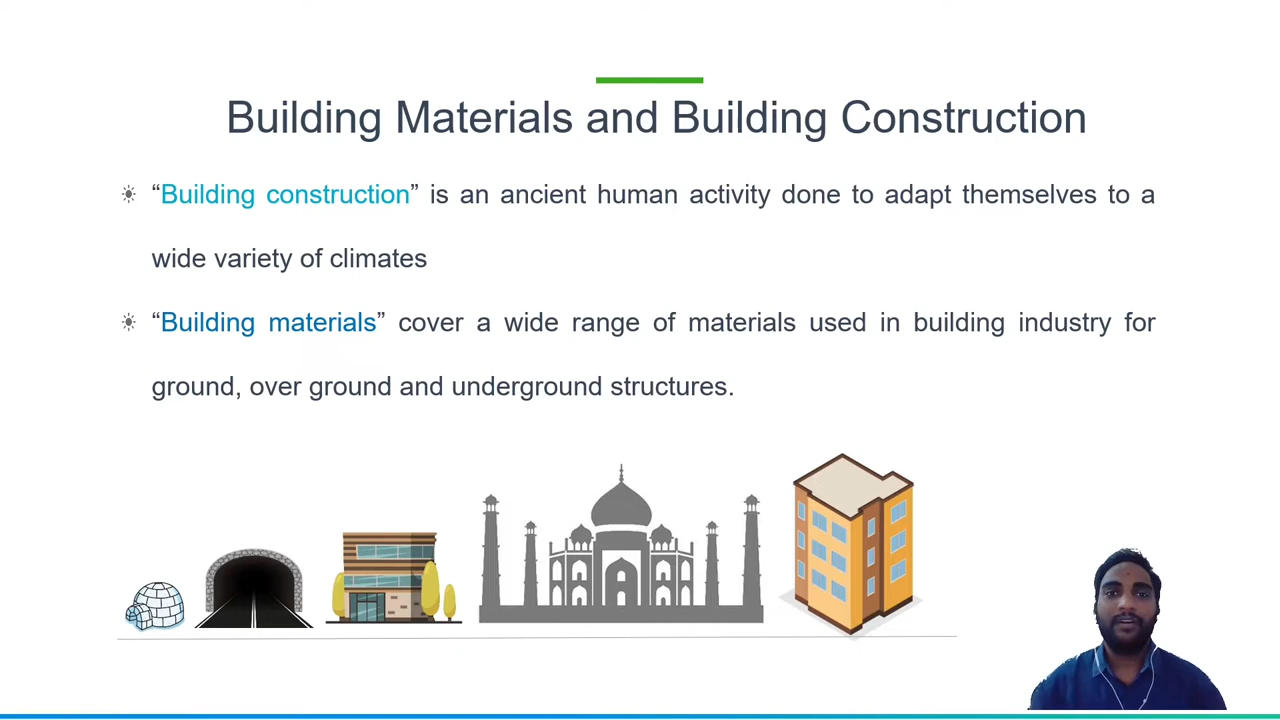 Building Materials and Building Construction
“Building construction” is an ancient human activity done to adapt themselves to a
wide variety of climates
“Building materials” cover a wide range of materials used in building industry for
ground, over ground and underground structures.